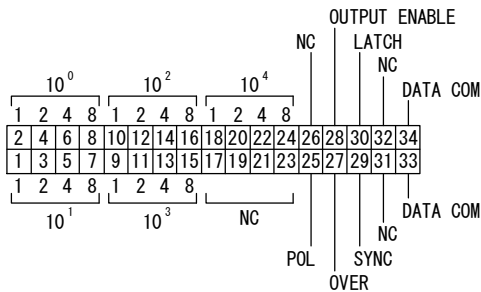 OUTPUT ENABLE
NC LATCH
NC
10⁰ 10² 10⁴ DATA COM
1 2 4 8 1 2 4 8 1 2 4 8
2 4 6 8 10 12 14 16 18 20 22 24 26 28 30 32 34
1 3 5 7 9 11 13 15 17 19 21 23 25 27 29 31 33
1 2 4 8 1 2 4 8
10¹ 10³ NC DATA COM
NC
POL SYNC
OVER